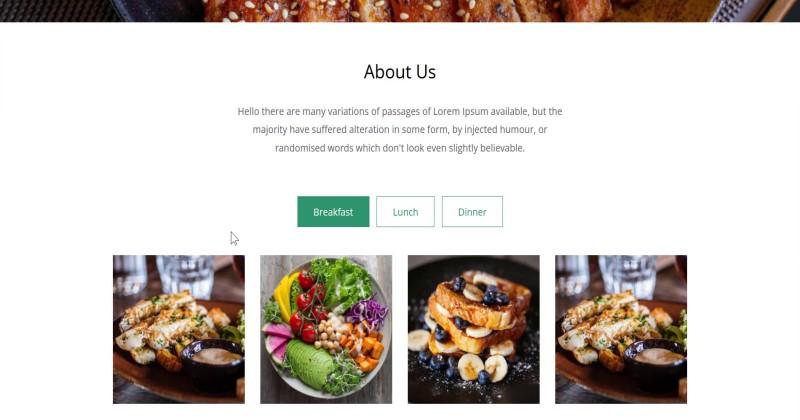 About Us
Hello there are many variations of passages of Lorem Ipsum available, but the
majority have suffered alteration in some form, by injected humour, or
randomised words which don't look even slightly believable.
Breakfast
Lunch
Dinner